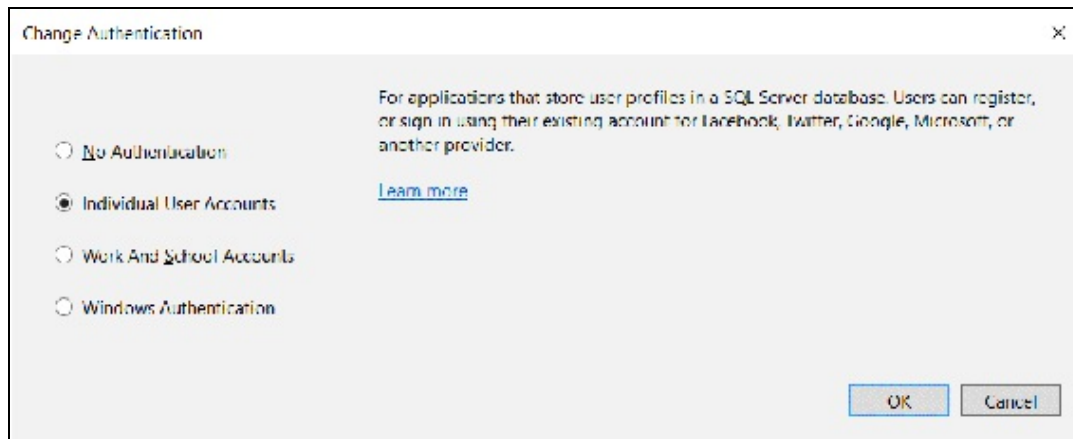 Change Authentication
For applications that store user profiles in a SQL Server database. Users can register,
or sign in using their existing account for Facebook, Twitter, Google, Microsoft, or
another provider.
Learn more
No Authentication
Individual User Accounts
Work And School Accounts
Windows Authentication
OK
Cancel